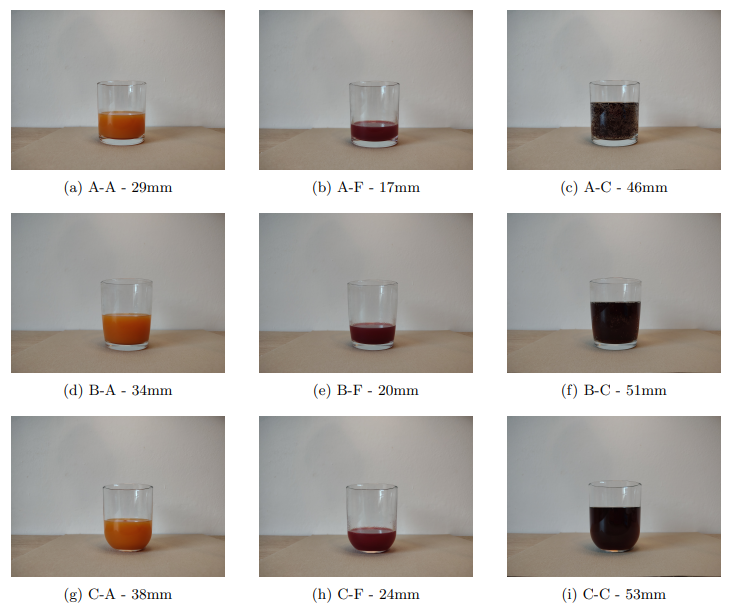 (a) A-A - 29mm
(b) A-F - 17mm
(c) A-C - 46mm
(d) B-A - 34mm
(e) B-F - 20mm
(f) B-C - 51mm
(g) C-A - 38mm
(h) C-F - 24mm
(i) C-C - 53mm